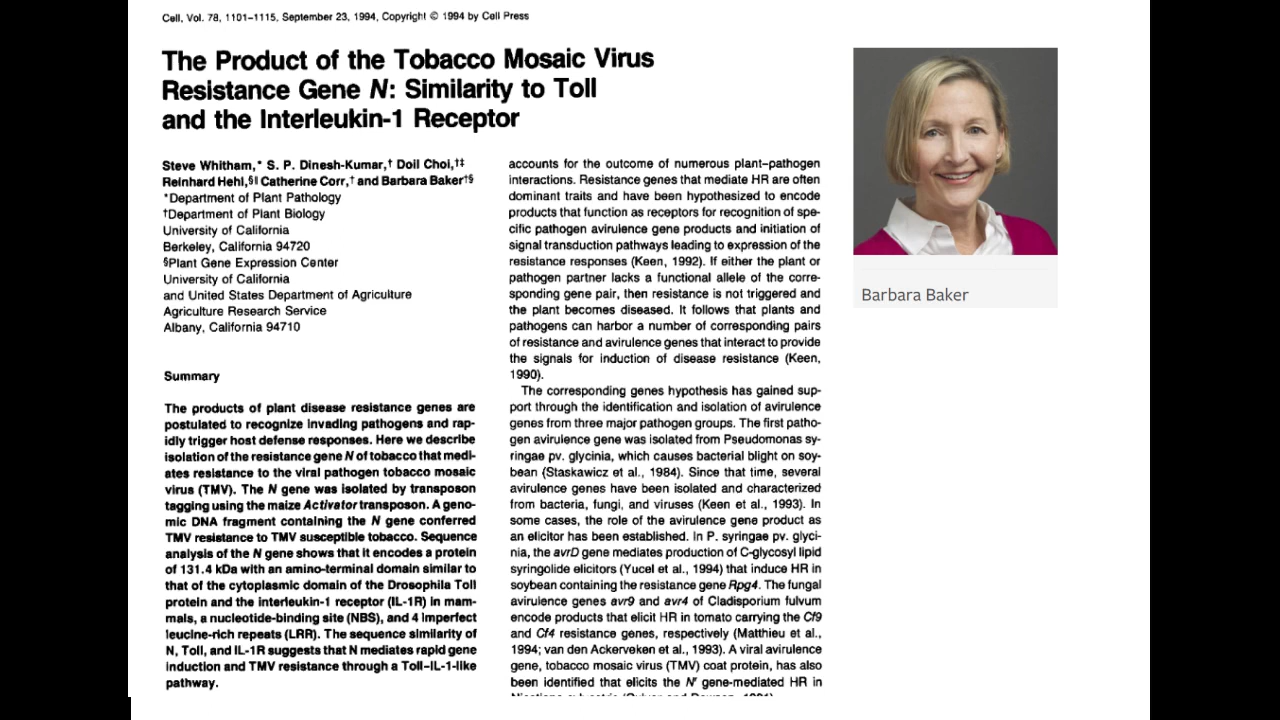 Cell, Vol. 78, 1101–1115, September 23, 1994, Copyright © 1994 by Cell Press
The Product of the Tobacco Mosaic Virus
Resistance Gene N: Similarity to Toll
and the Interleukin-1 Receptor
Steve Whitham,* S. P. Dinesh-Kumar,† Doil Choi,†‡
Reinhard Hehl,§‖ Catherine Corr,† and Barbara Baker†§
*Department of Plant Pathology
†Department of Plant Biology
University of California
Berkeley, California 94720
§Plant Gene Expression Center
University of California
and United States Department of Agriculture
Agriculture Research Service
Albany, California 94710
Summary
The products of plant disease resistance genes are
postulated to recognize invading pathogens and rap-
idly trigger host defense responses. Here we describe
isolation of the resistance gene N of tobacco that medi-
ates resistance to the viral pathogen tobacco mosaic
virus (TMV). The N gene was isolated by transposon
tagging using the maize Activator transposon. A geno-
mic DNA fragment containing the N gene conferred
TMV resistance to TMV susceptible tobacco. Sequence
analysis of the N gene shows that it encodes a protein
of 131.4 kDa with an amino-terminal domain similar to
that of the cytoplasmic domain of the Drosophila Toll
protein and the interleukin-1 receptor (IL-1R) in mam-
mals, a nucleotide-binding site (NBS), and 4 imperfect
leucine-rich repeats (LRR). The sequence similarity of
N, Toll, and IL-1R suggests that N mediates rapid gene
induction and TMV resistance through a Toll–IL-1-like
pathway.
accounts for the outcome of numerous plant–pathogen
interactions. Resistance genes that mediate HR are often
dominant traits and have been hypothesized to encode
products that function as receptors for recognition of spe-
cific pathogen avirulence gene products and initiation of
signal transduction pathways leading to expression of the
resistance responses (Keen, 1992). If either the plant or
pathogen partner lacks a functional allele of the corre-
sponding gene pair, then resistance is not triggered and
the plant becomes diseased. It follows that plants and
pathogens can harbor a number of corresponding pairs
of resistance and avirulence genes that interact to provide
the signals for induction of disease resistance (Keen,
1990).
The corresponding genes hypothesis has gained sup-
port through the identification and isolation of avirulence
genes from three major pathogen groups. The first patho-
gen avirulence gene was isolated from Pseudomonas sy-
ringae pv. glycinia, which causes bacterial blight on soy-
bean (Staskawicz et al., 1984). Since that time, several
avirulence genes have been isolated and characterized
from bacteria, fungi, and viruses (Keen et al., 1993). In
some cases, the role of the avirulence gene product as
an elicitor has been established. In P. syringae pv. glyci-
nia, the avrD gene mediates production of C-glycosyl lipid
syringolide elicitors (Yucel et al., 1994) that induce HR in
soybean containing the resistance gene Rpg4. The fungal
avirulence genes avr9 and avr4 of Cladisporium fulvum
encode products that elicit HR in tomato carrying the Cf9
and Cf4 resistance genes, respectively (Matthieu et al.,
1994; van den Ackerveken et al., 1993). A viral avirulence
gene, tobacco mosaic virus (TMV) coat protein, has also
been identified that elicits the N′ gene-mediated HR in
Barbara Baker